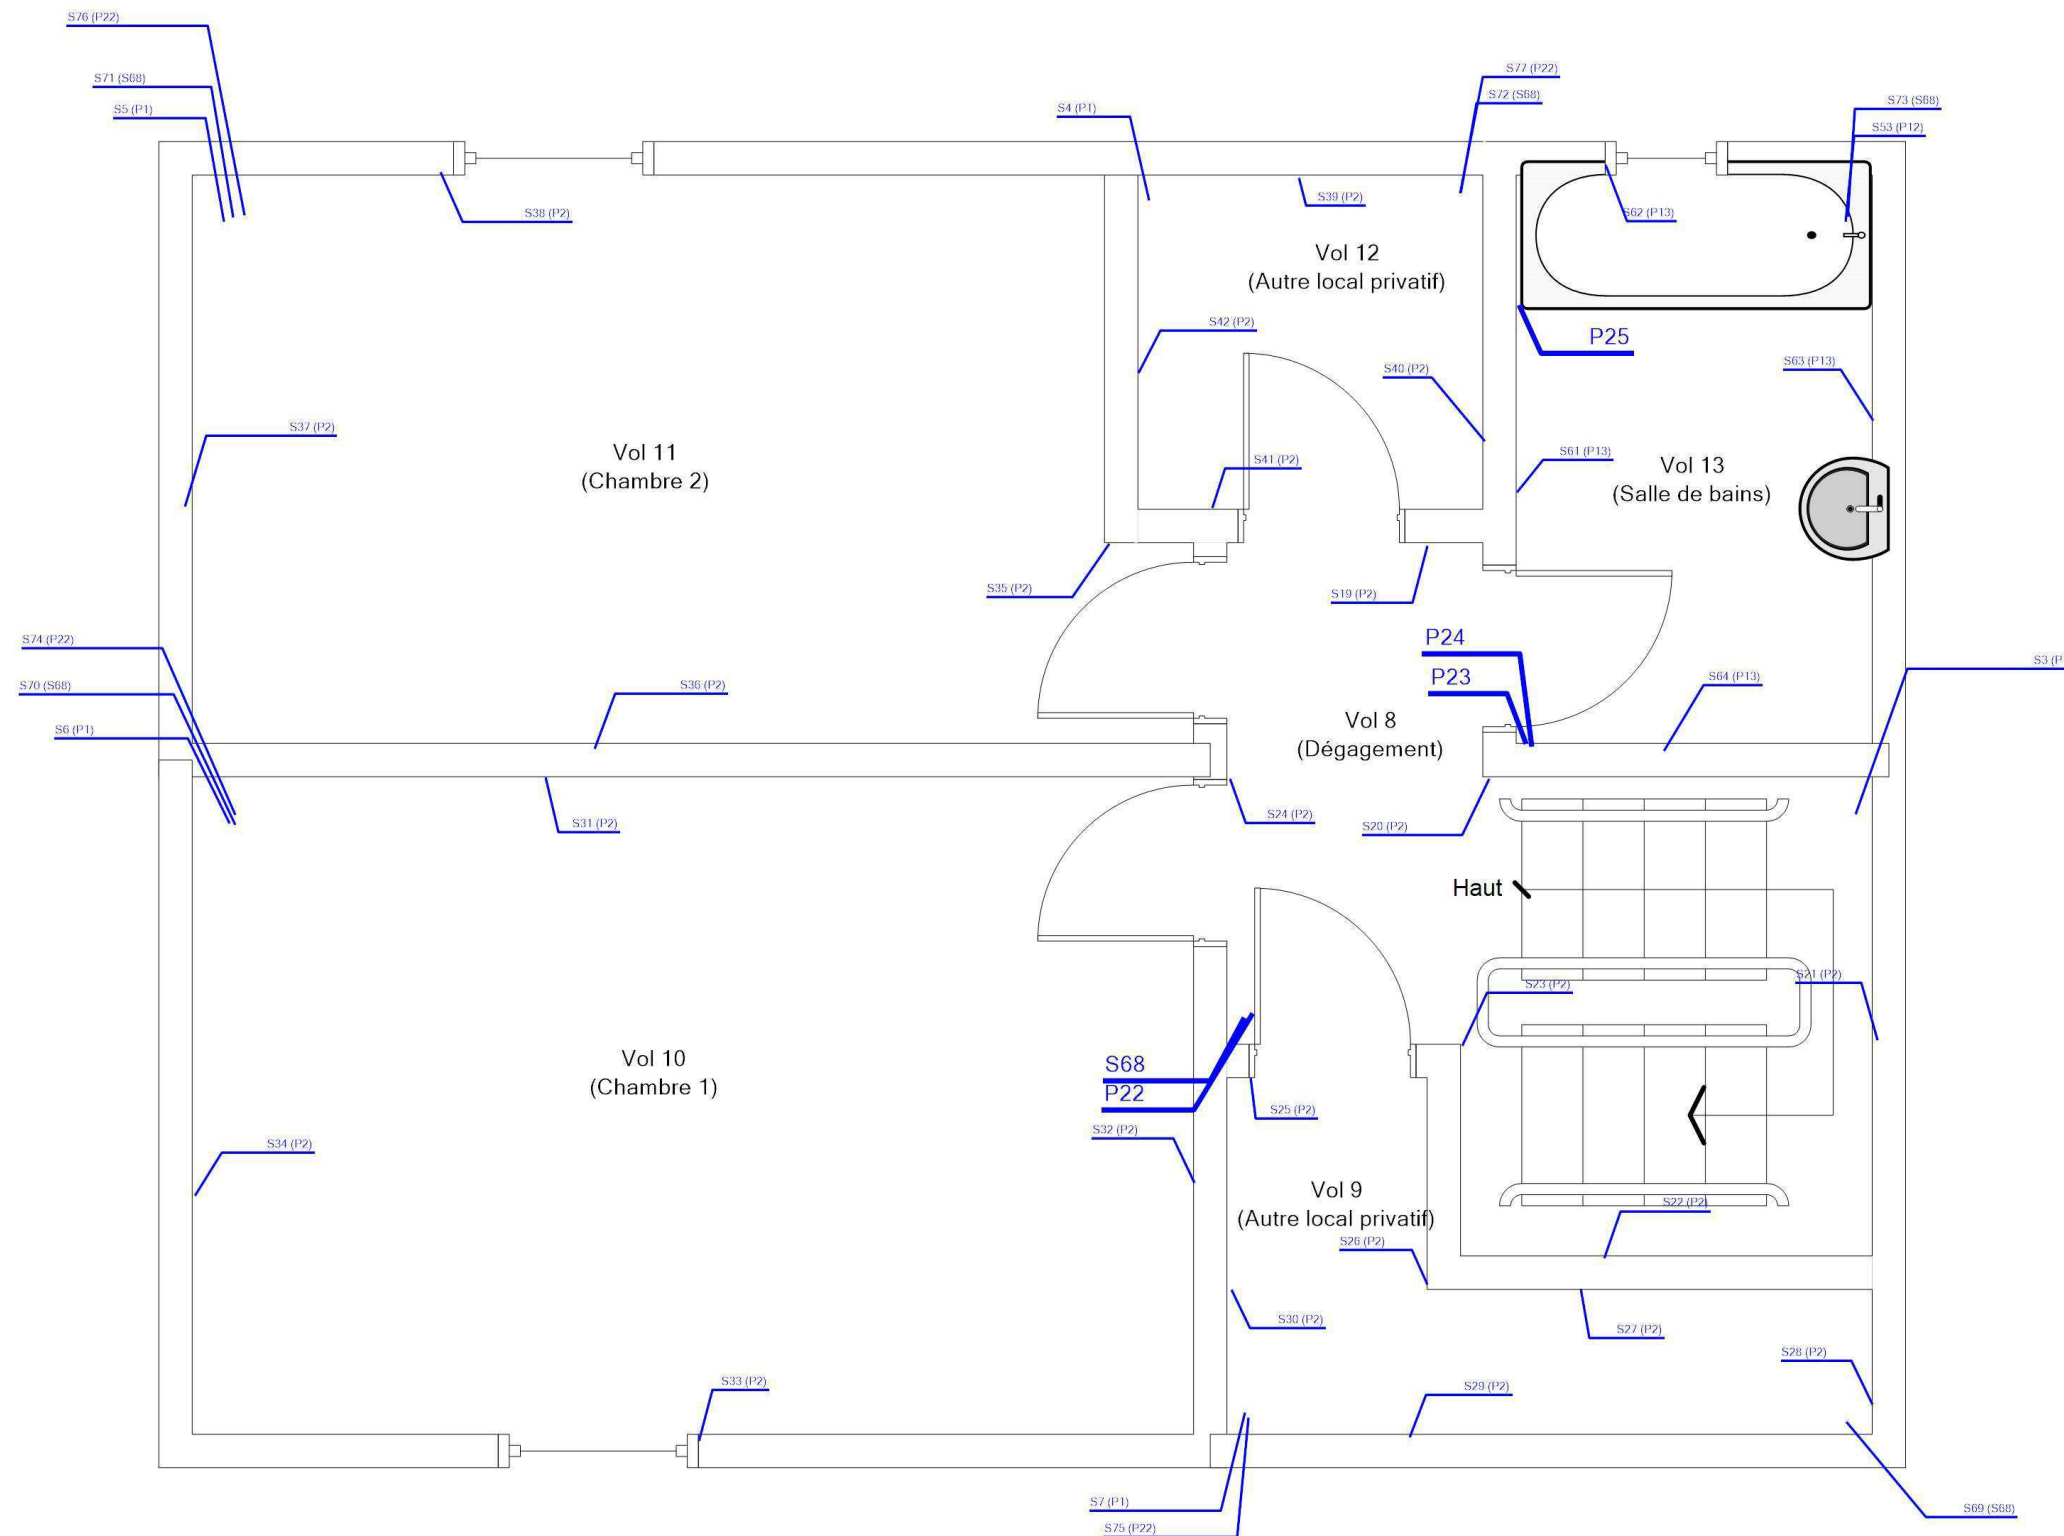 S76 (P22)
S71 (S68)
S5 (P1)
S4 (P1)
S77 (P22)
S72 (S68)
S73 (S68)
S53 (P12)
S38 (P2)
S39 (P2)
S62 (P13)
Vol 12
(Autre local privatif)
S42 (P2)
P25
S40 (P2)
S63 (P13)
S37 (P2)
Vol 11
(Chambre 2)
S41 (P2)
S61 (P13)
Vol 13
(Salle de bains)
S35 (P2)
S19 (P2)
S74 (P22)
S70 (S68)
S6 (P1)
S36 (P2)
P24
P23
S64 (P13)
S3 (P
Vol 8
(Dégagement)
S31 (P2)
S24 (P2)
S20 (P2)
Haut
S23 (P2)
S21 (P2)
Vol 10
(Chambre 1)
S68
P22
S25 (P2)
S32 (P2)
S34 (P2)
Vol 9
(Autre local privatif)
S22 (P2)
S26 (P2)
S30 (P2)
S27 (P2)
S28 (P2)
S33 (P2)
S29 (P2)
S7 (P1)
S75 (P22)
S69 (S68)